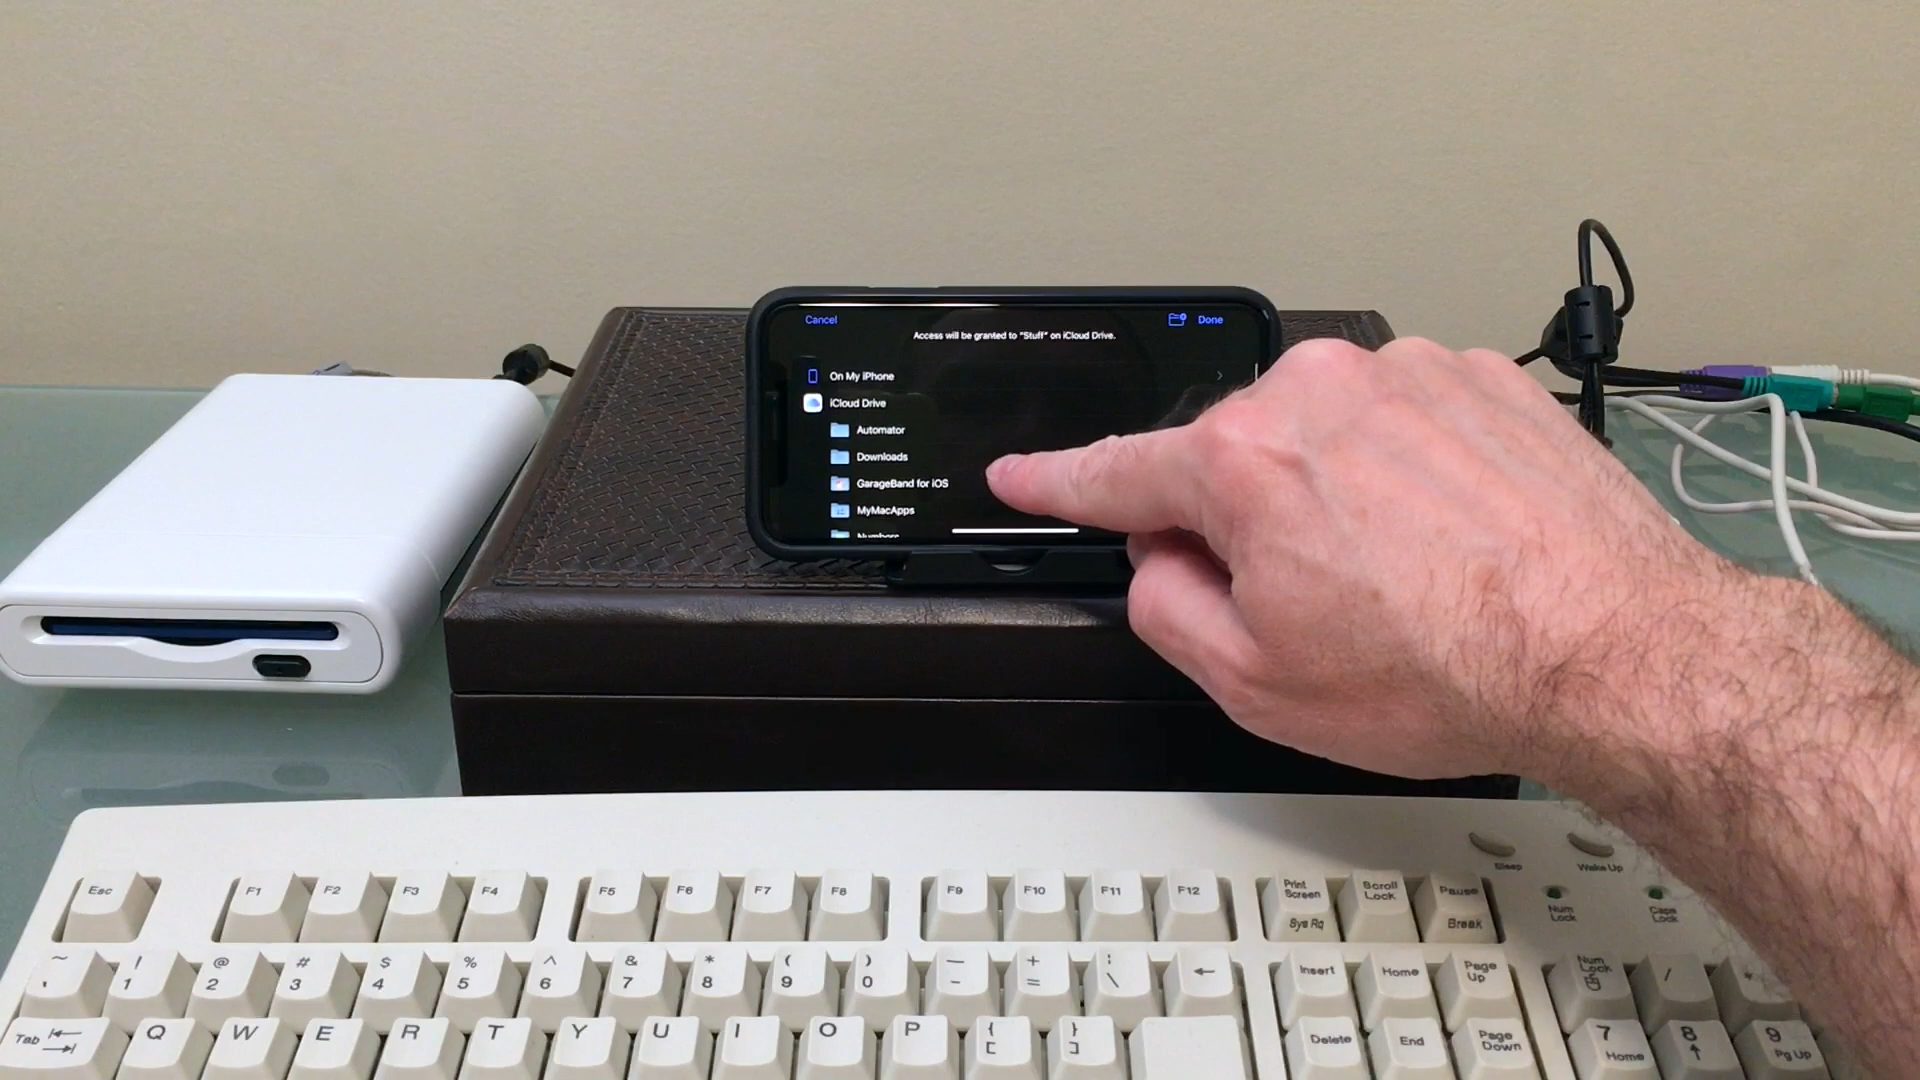 Cancel
Done
Access will be granted to "Stuff" on iCloud Drive.
On My iPhone
iCloud Drive
Automator
Downloads
GarageBand for iOS
MyMacApps
Numbers
Sleep
Wake Up
Esc
F1 F2 F3 F4 F5 F6 F7 F8 F9 F10 F11 F12
Print Screen
Sys Rq
Scroll Lock
Pause
Break
Num Lock
Caps Lock
~ `
! 1
@ 2
# 3
$ 4
% 5
^ 6
& 7
* 8
( 9
) 0
— -
+ =
¦ \
←
Insert
Home
Page Up
Num Lock
/
*
Tab
Q W E R T Y U I O P
{ [
} ]
Delete
End
Page Down
7 Home
8 ↑
9 Pg Up